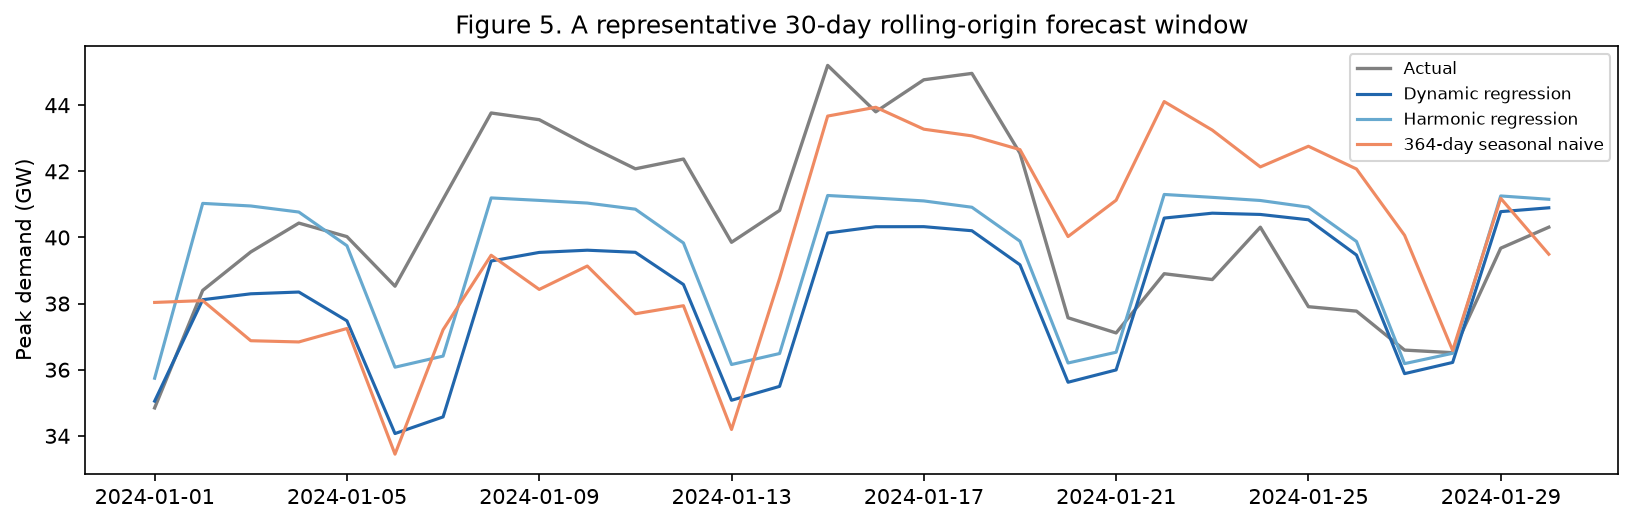 Figure 5. A representative 30-day rolling-origin forecast window
Actual
Dynamic regression
Harmonic regression
364-day seasonal naive
Peak demand (GW)
44
42
40
38
36
34
2024-01-01
2024-01-05
2024-01-09
2024-01-13
2024-01-17
2024-01-21
2024-01-25
2024-01-29